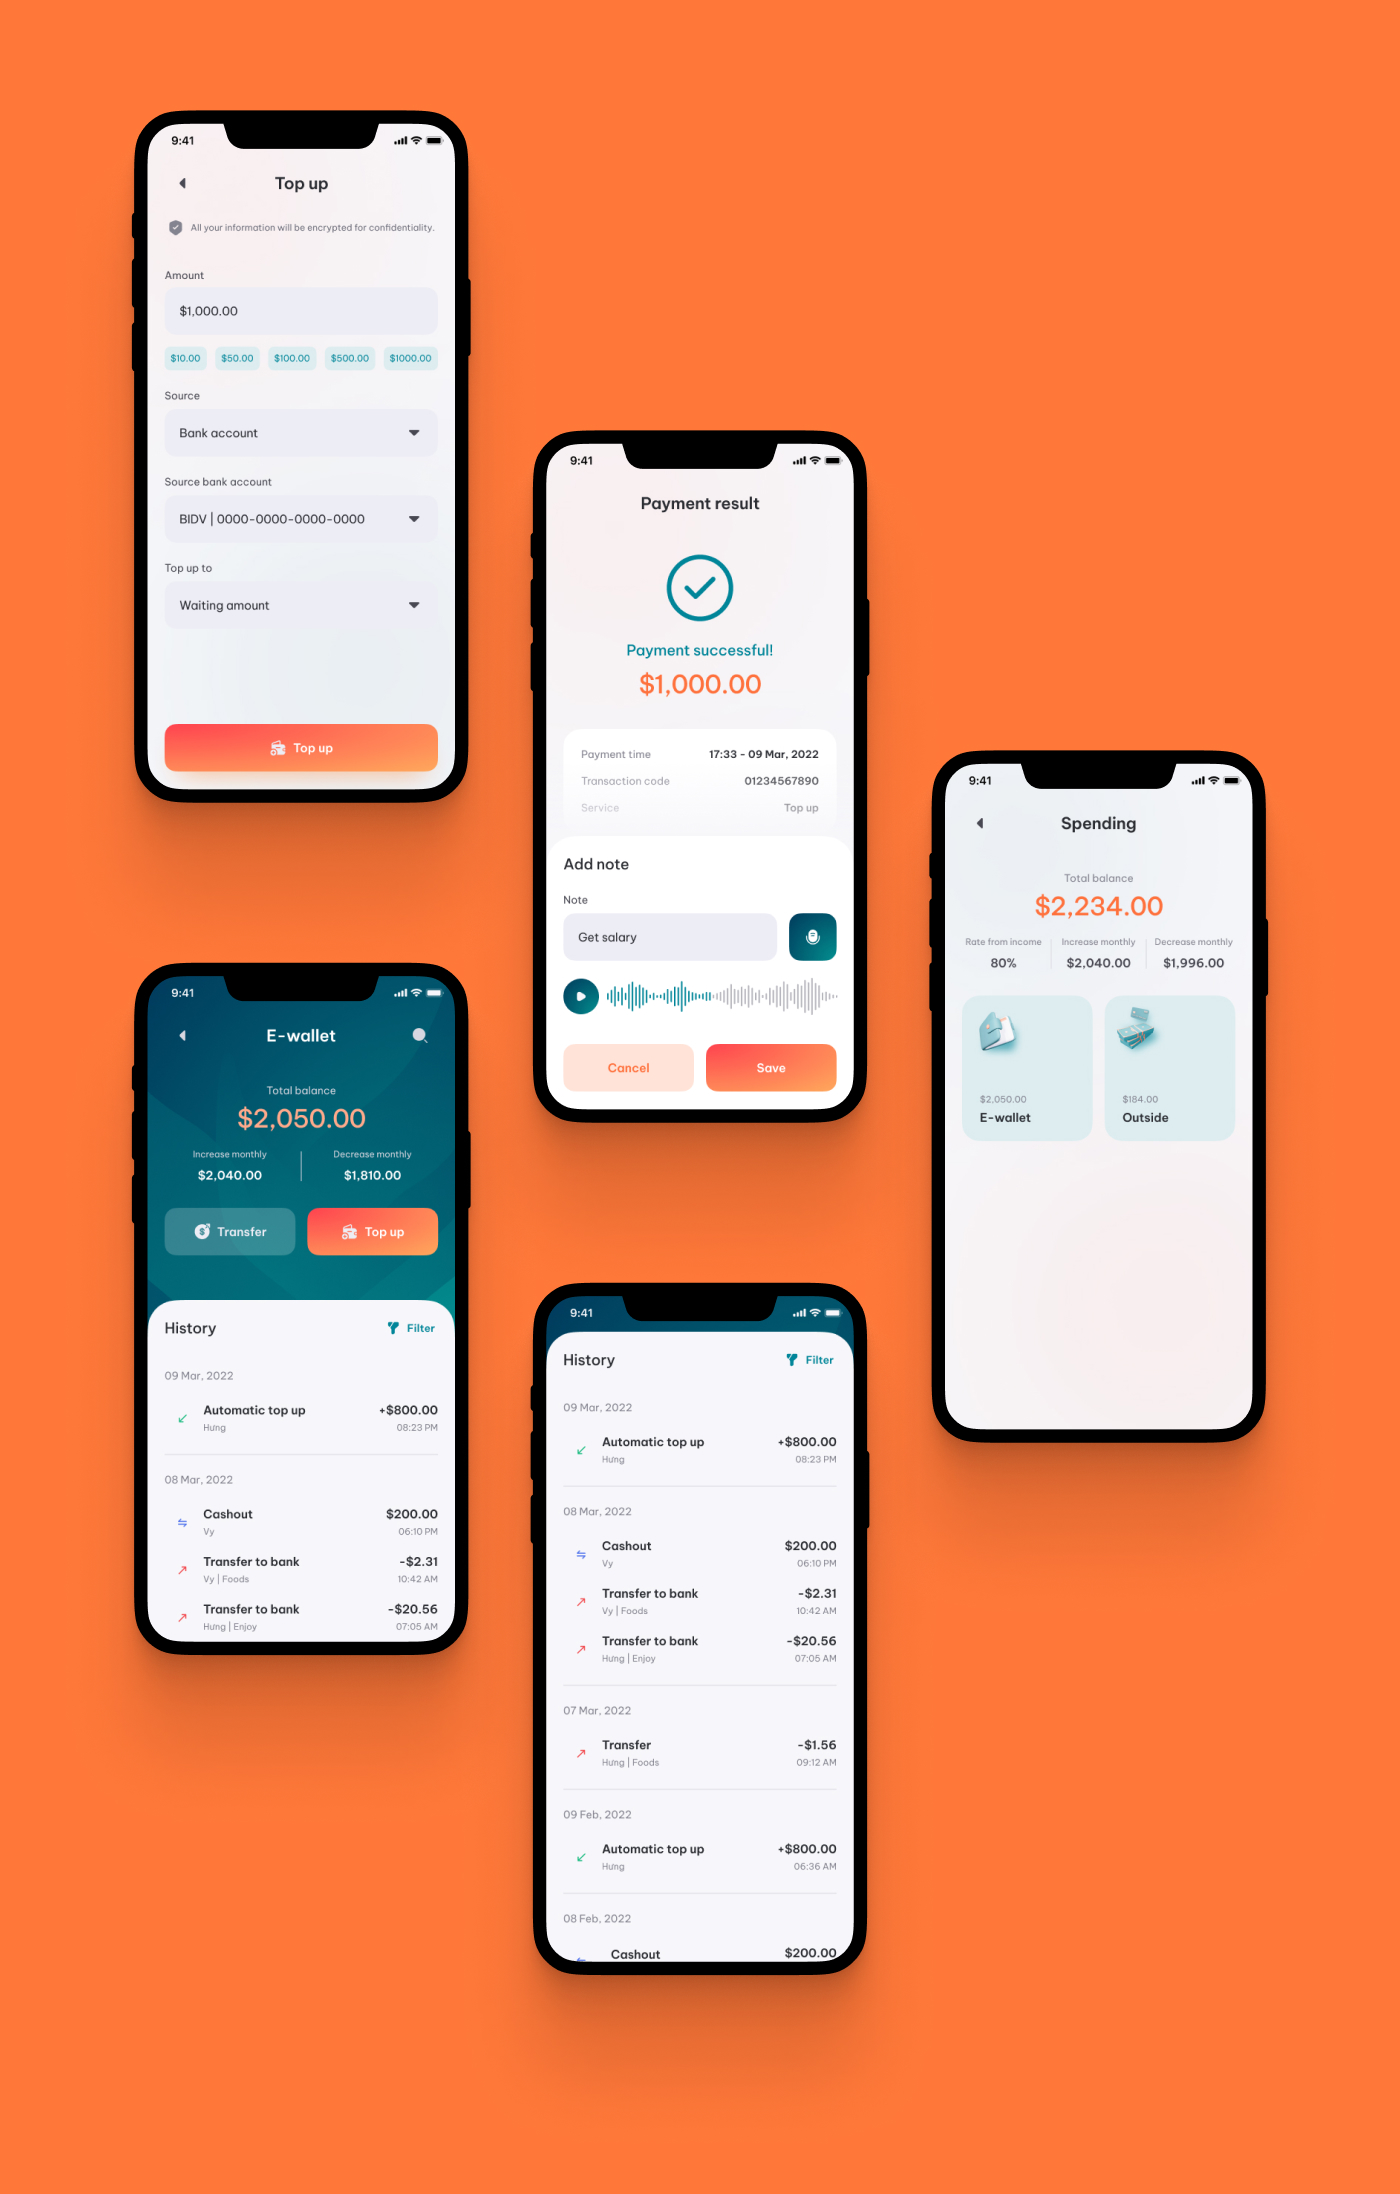 9:41
Top up
All your information will be encrypted for confidentiality.
Amount
$1,000.00
$10.00 $50.00 $100.00 $500.00 $1000.00
Source
Bank account
Source bank account
BIDV | 0000-0000-0000-0000
Top up to
Waiting amount
Top up
9:41
Payment result
Payment successful!
$1,000.00
Payment time 17:33 - 09 Mar, 2022
Transaction code 01234567890
Service Top up
Add note
Note
Get salary
Cancel Save
9:41
Spending
Total balance
$2,234.00
Rate from income Increase monthly Decrease monthly
80% $2,040.00 $1,996.00
$2,050.00 $184.00
E-wallet Outside
9:41
E-wallet
Total balance
$2,050.00
Increase monthly Decrease monthly
$2,040.00 $1,810.00
Transfer Top up
History Filter
09 Mar, 2022
Automatic top up +$800.00
Hưng 08:23 PM
08 Mar, 2022
Cashout $200.00
Vy 06:10 PM
Transfer to bank -$2.31
Vy | Foods 10:42 AM
Transfer to bank -$20.56
Hưng | Enjoy 07:05 AM
9:41
History Filter
09 Mar, 2022
Automatic top up +$800.00
Hưng 08:23 PM
08 Mar, 2022
Cashout $200.00
Vy 06:10 PM
Transfer to bank -$2.31
Vy | Foods 10:42 AM
Transfer to bank -$20.56
Hưng | Enjoy 07:05 AM
07 Mar, 2022
Transfer -$1.56
Hưng | Foods 09:12 AM
09 Feb, 2022
Automatic top up +$800.00
Hưng 06:36 AM
08 Feb, 2022
Cashout $200.00